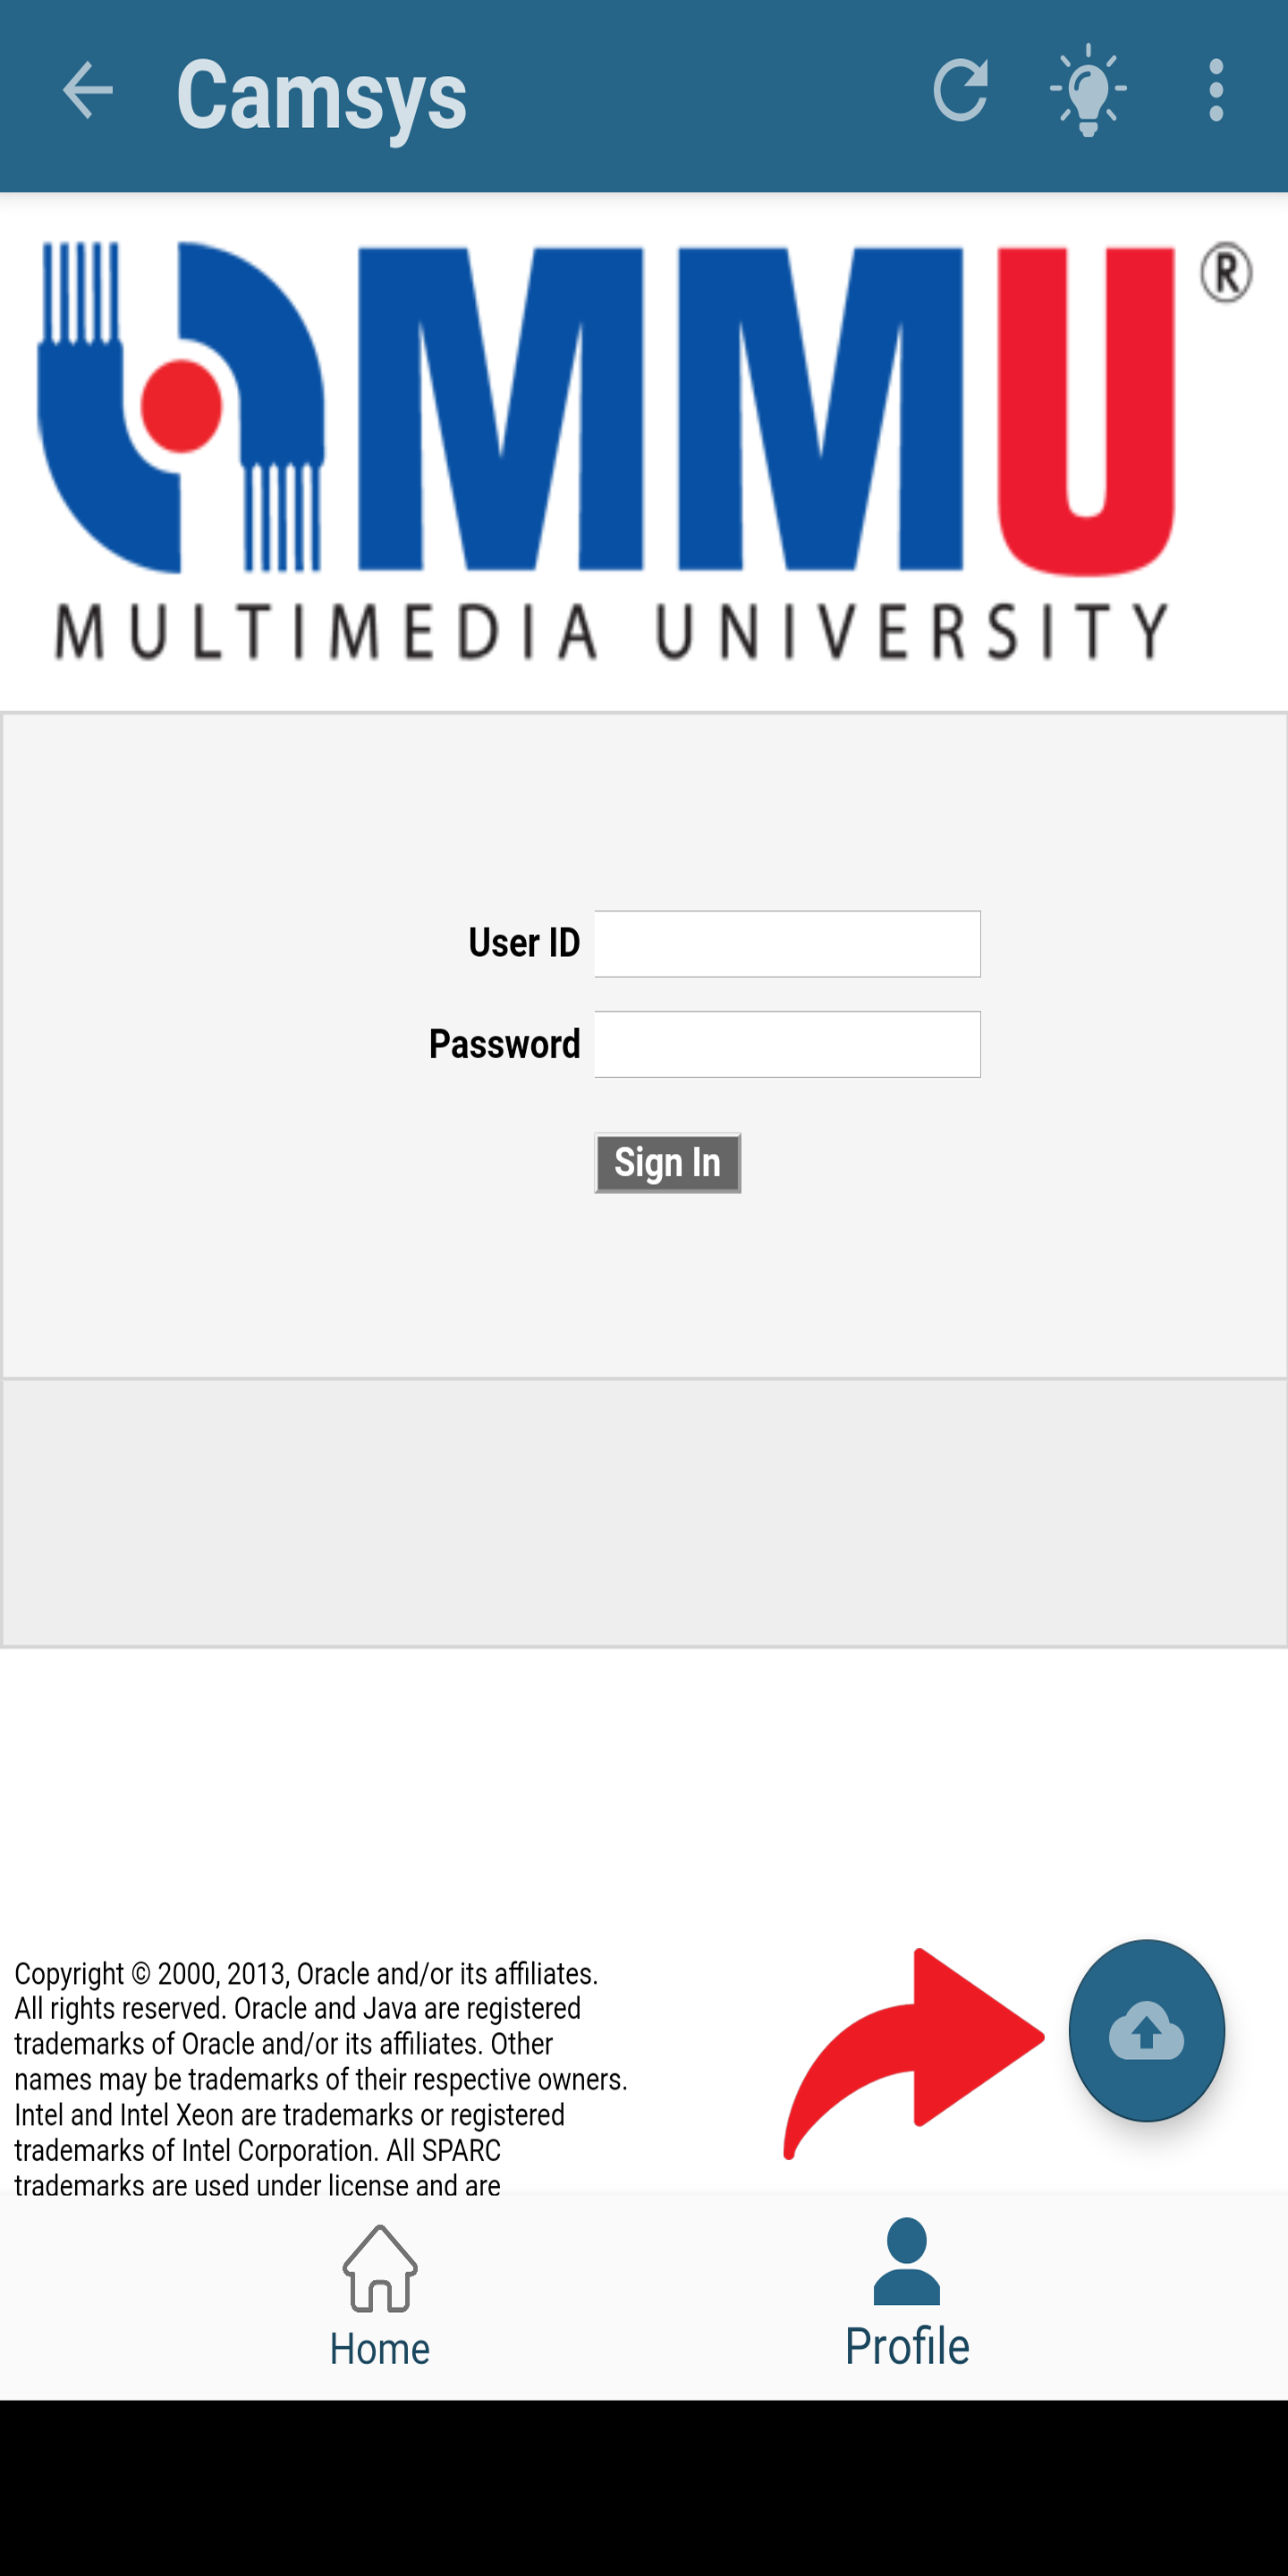 Camsys
MMU®
MULTIMEDIA UNIVERSITY
User ID
Password
Sign In
Copyright © 2000, 2013, Oracle and/or its affiliates.
All rights reserved. Oracle and Java are registered
trademarks of Oracle and/or its affiliates. Other
names may be trademarks of their respective owners.
Intel and Intel Xeon are trademarks or registered
trademarks of Intel Corporation. All SPARC
trademarks are used under license and are
Home
Profile